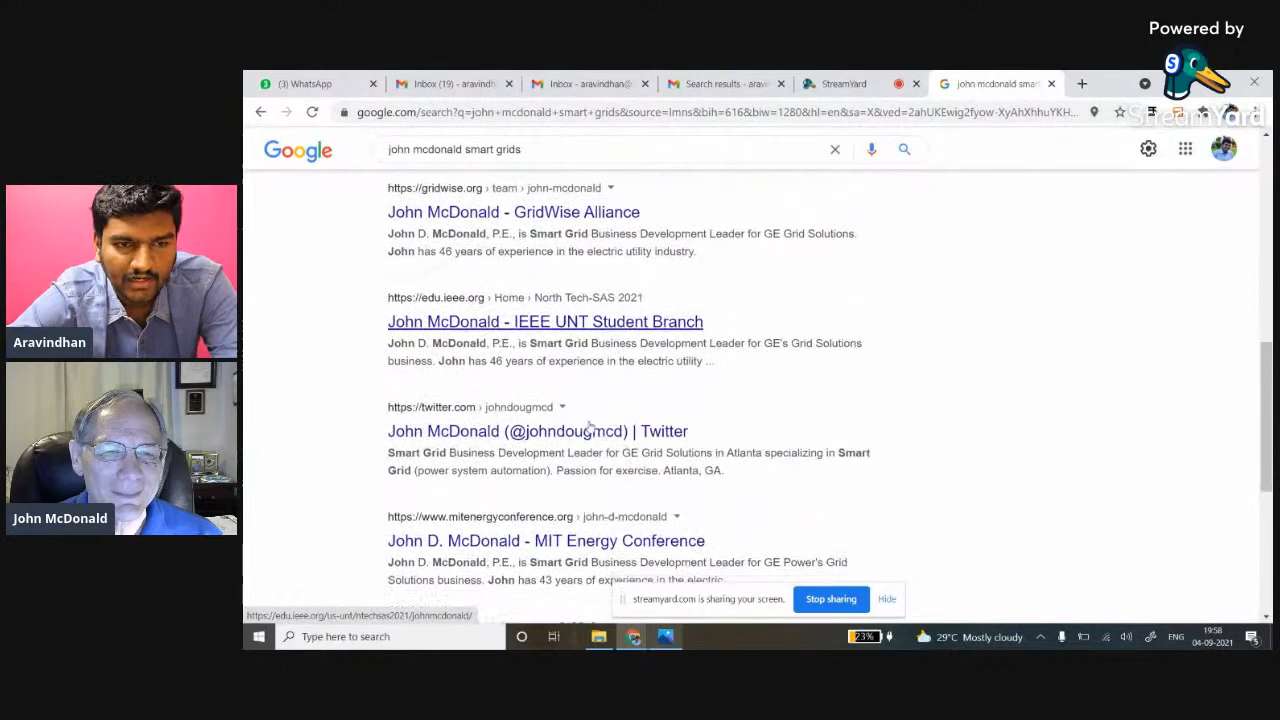 Powered by
StreamYard
(3) WhatsApp
Inbox (19) - aravindh
Inbox - aravindhan@
Search results - arav
StreamYard
john mcdonald smar
google.com/search?q=john+mcdonald+smart+grids&source=lmns&bih=616&biw=1280&hl=en&sa=X&ved=2ahUKEwig2fyow-XyAhXhhuYKH...
Google
john mcdonald smart grids
https://gridwise.org › team › john-mcdonald
John McDonald - GridWise Alliance
John D. McDonald, P.E., is Smart Grid Business Development Leader for GE Grid Solutions.
John has 46 years of experience in the electric utility industry.
https://edu.ieee.org › Home › North Tech-SAS 2021
John McDonald - IEEE UNT Student Branch
John D. McDonald, P.E., is Smart Grid Business Development Leader for GE's Grid Solutions
business. John has 46 years of experience in the electric utility ...
https://twitter.com › johndougmcd
John McDonald (@johndougmcd) | Twitter
Smart Grid Business Development Leader for GE Grid Solutions in Atlanta specializing in Smart
Grid (power system automation). Passion for exercise. Atlanta, GA.
https://www.mitenergyconference.org › john-d-mcdonald
John D. McDonald - MIT Energy Conference
John D. McDonald, P.E., is Smart Grid Business Development Leader for GE Power's Grid
Solutions business. John has 43 years of experience in the electric
streamyard.com is sharing your screen.
Stop sharing
Hide
https://edu.ieee.org/us-unt/ntechsas2021/johnmcdonald/
Type here to search
23%
29°C Mostly cloudy
ENG
19:58
04-09-2021
5
Aravindhan
John McDonald